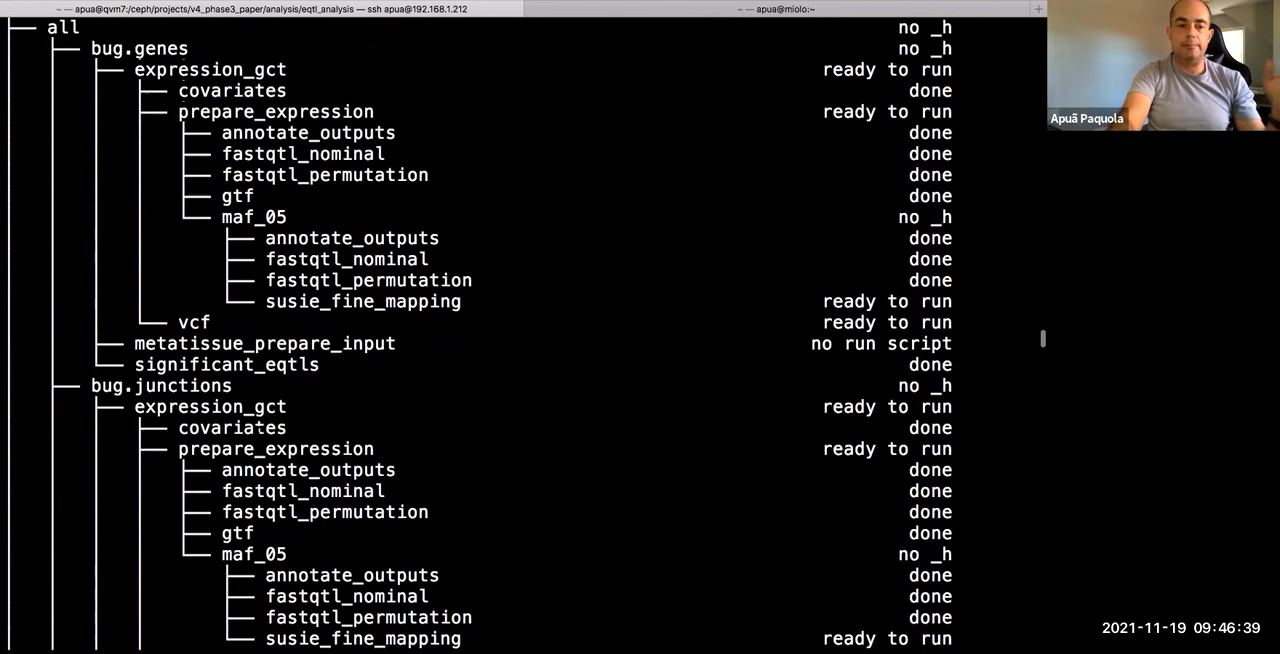 ~ — apua@qvm7:/ceph/projects/v4_phase3_paper/analysis/eqtl_analysis — ssh apua@192.168.1.212
~ — apua@miolo:~
+
all no _h
bug.genes no _h
expression_gct ready to run
covariates done
prepare_expression ready to run
annotate_outputs done
fastqtl_nominal done
fastqtl_permutation done
gtf done
maf_05 no _h
annotate_outputs done
fastqtl_nominal done
fastqtl_permutation done
susie_fine_mapping ready to run
vcf ready to run
metatissue_prepare_input no run script
significant_eqtls done
bug.junctions no _h
expression_gct ready to run
covariates done
prepare_expression ready to run
annotate_outputs done
fastqtl_nominal done
fastqtl_permutation done
gtf done
maf_05 no _h
annotate_outputs done
fastqtl_nominal done
fastqtl_permutation done
susie_fine_mapping ready to run
Apuã Paquola
2021-11-19 09:46:39